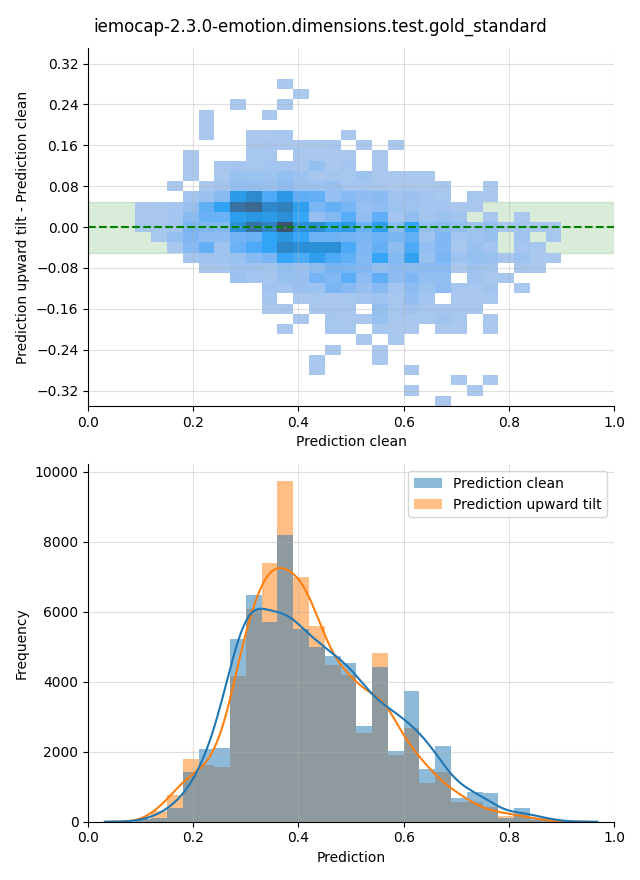 iemocap-2.3.0-emotion.dimensions.test.gold_standard
0.32
0.24
0.16
0.08
0.00
−0.08
−0.16
−0.24
−0.32
Prediction upward tilt - Prediction clean
0.0 0.2 0.4 0.6 0.8 1.0
Prediction clean
10000
8000
6000
4000
2000
0
Frequency
Prediction clean
Prediction upward tilt
0.0 0.2 0.4 0.6 0.8 1.0
Prediction